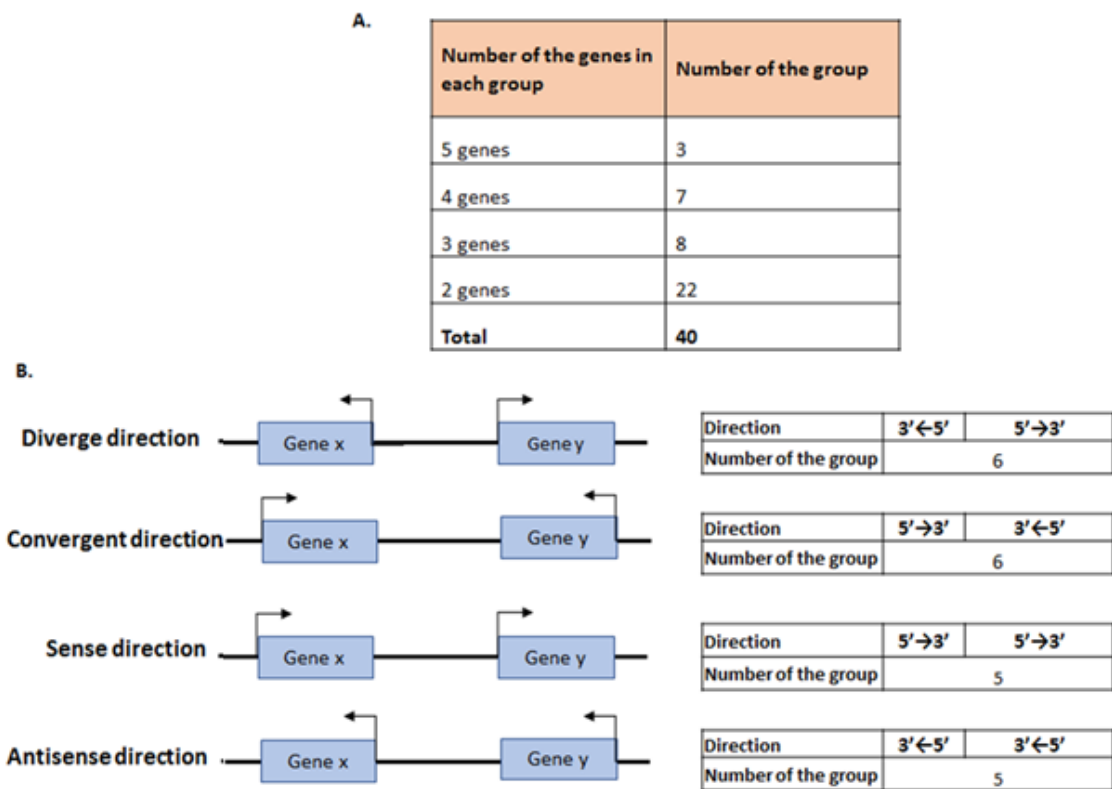 A.
Number of the genes in each group | Number of the group
5 genes | 3
4 genes | 7
3 genes | 8
2 genes | 22
Total | 40
B.
Diverge direction
Gene x
Gene y
Direction | 3'←5' | 5'→3'
Number of the group | 6
Convergent direction
Gene x
Gene y
Direction | 5'→3' | 3'←5'
Number of the group | 6
Sense direction
Gene x
Gene y
Direction | 5'→3' | 5'→3'
Number of the group | 5
Antisense direction
Gene x
Gene y
Direction | 3'←5' | 3'←5'
Number of the group | 5